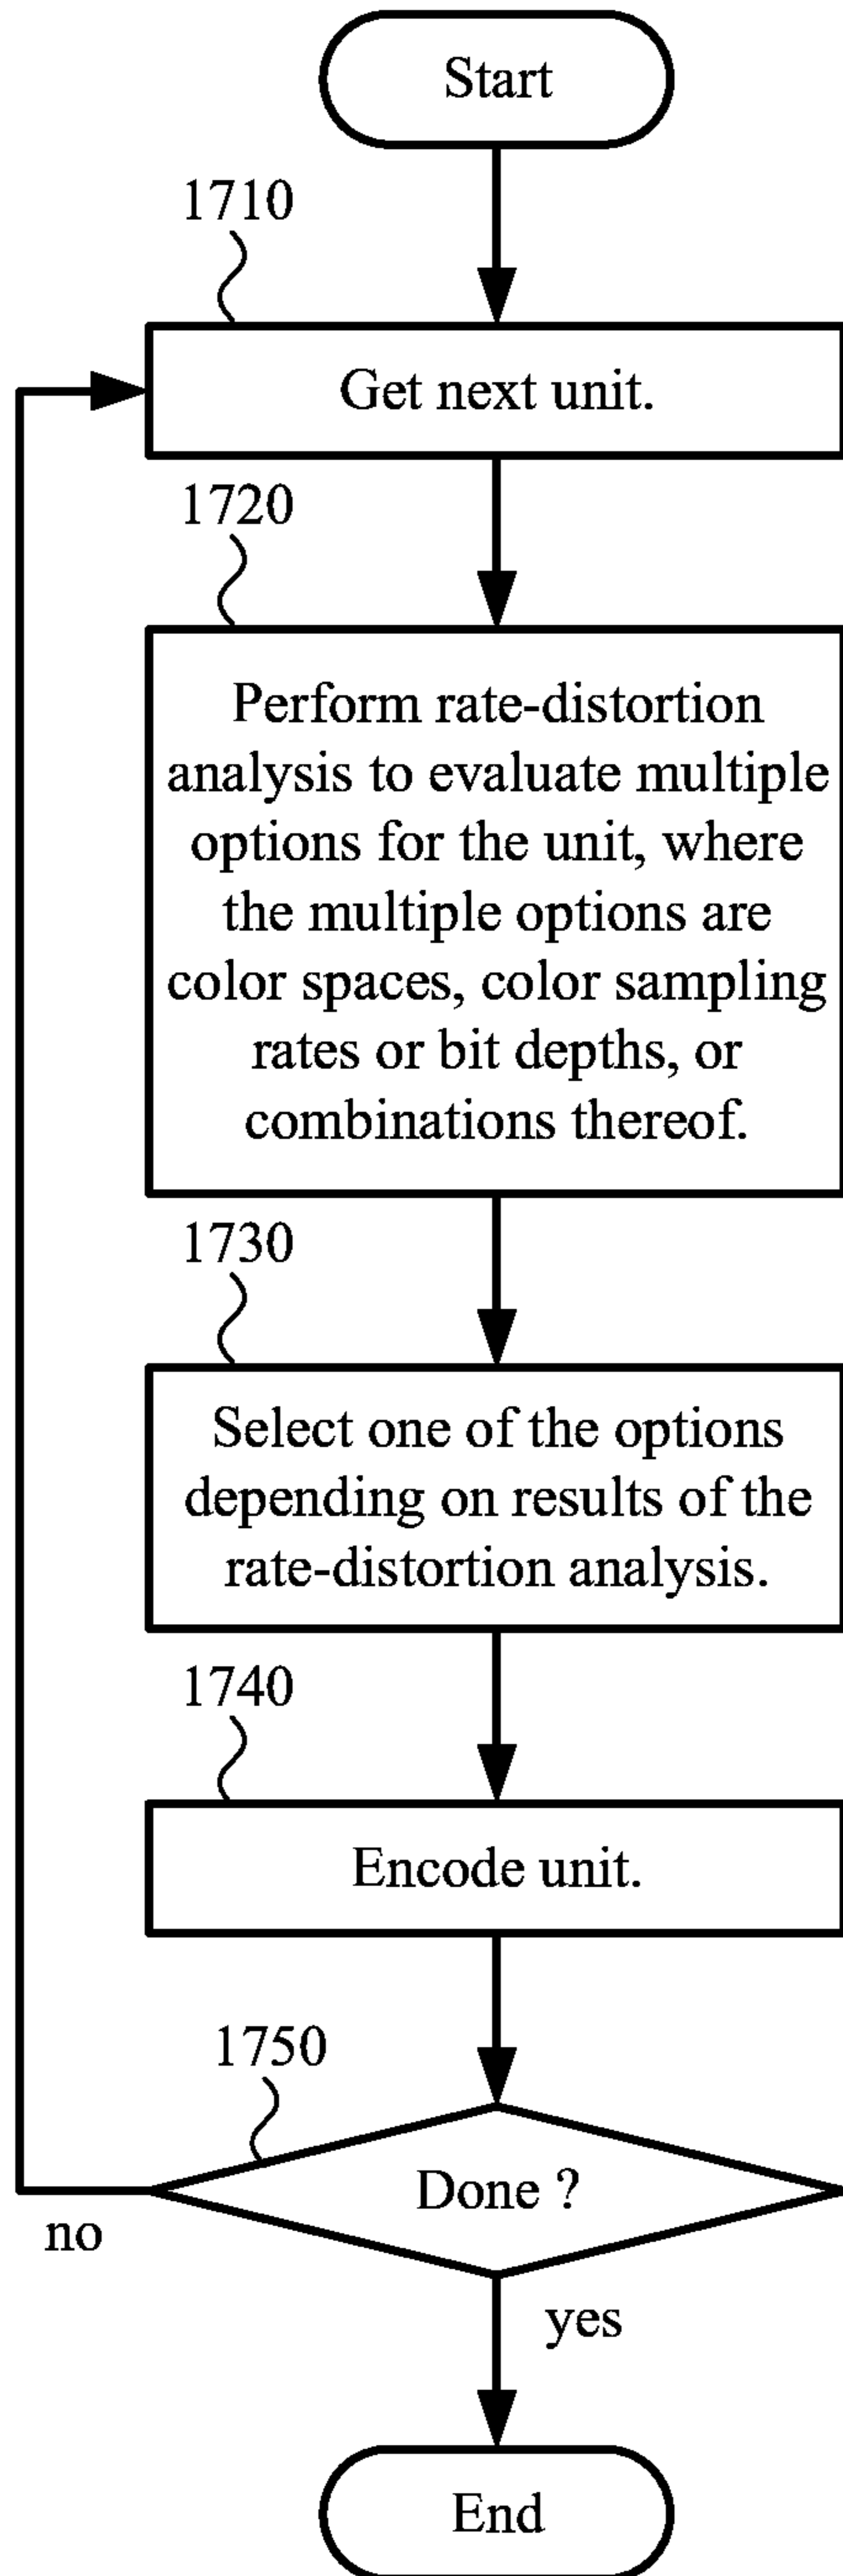 Start
1710
Get next unit.
1720
Perform rate-distortion
analysis to evaluate multiple
options for the unit, where
the multiple options are
color spaces, color sampling
rates or bit depths, or
combinations thereof.
1730
Select one of the options
depending on results of the
rate-distortion analysis.
1740
Encode unit.
1750
Done ?
no
yes
End